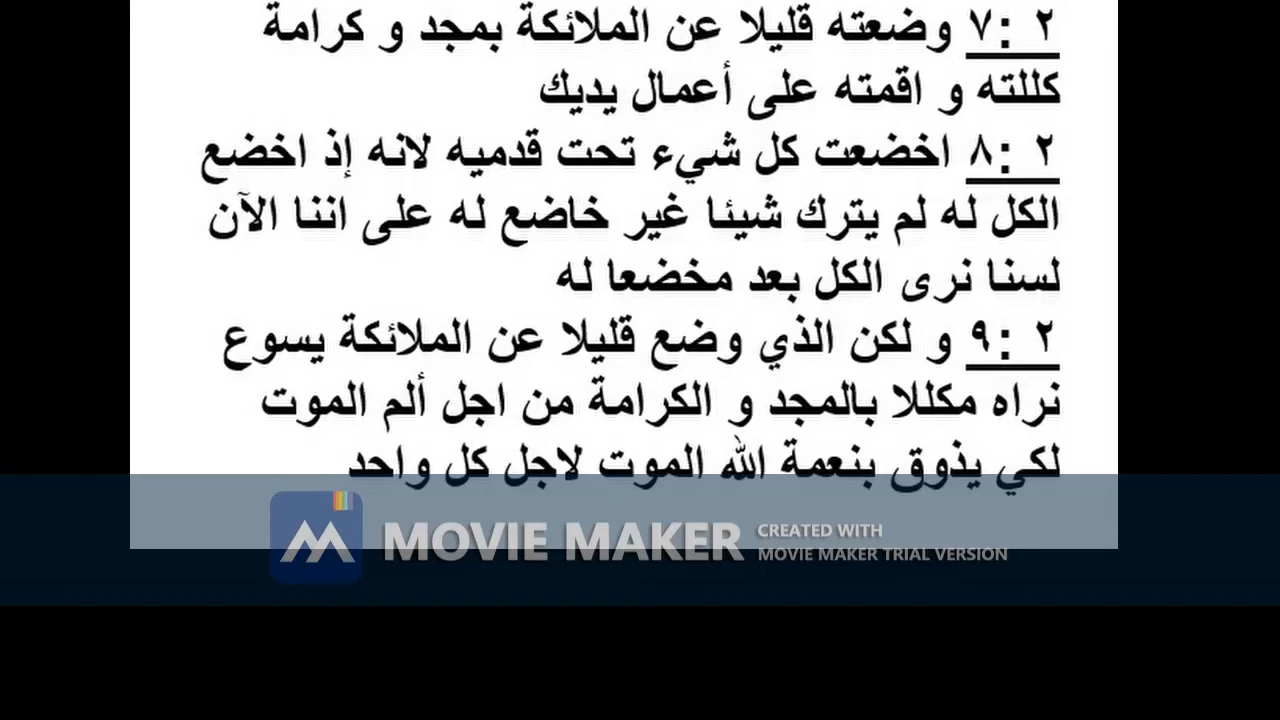 ٢ :٧ وضعته قليلا عن الملائكة بمجد و كرامة
كللته و اقمته على أعمال يديك
٢ :٨ اخضعت كل شيء تحت قدميه لانه إذ اخضع
الكل له لم يترك شيئا غير خاضع له على اننا الآن
لسنا نرى الكل بعد مخضعا له
٢ :٩ و لكن الذي وضع قليلا عن الملائكة يسوع
نراه مكللا بالمجد و الكرامة من اجل ألم الموت
لكي يذوق بنعمة الله الموت لاجل كل واحد
MOVIE MAKER
CREATED WITH
MOVIE MAKER TRIAL VERSION